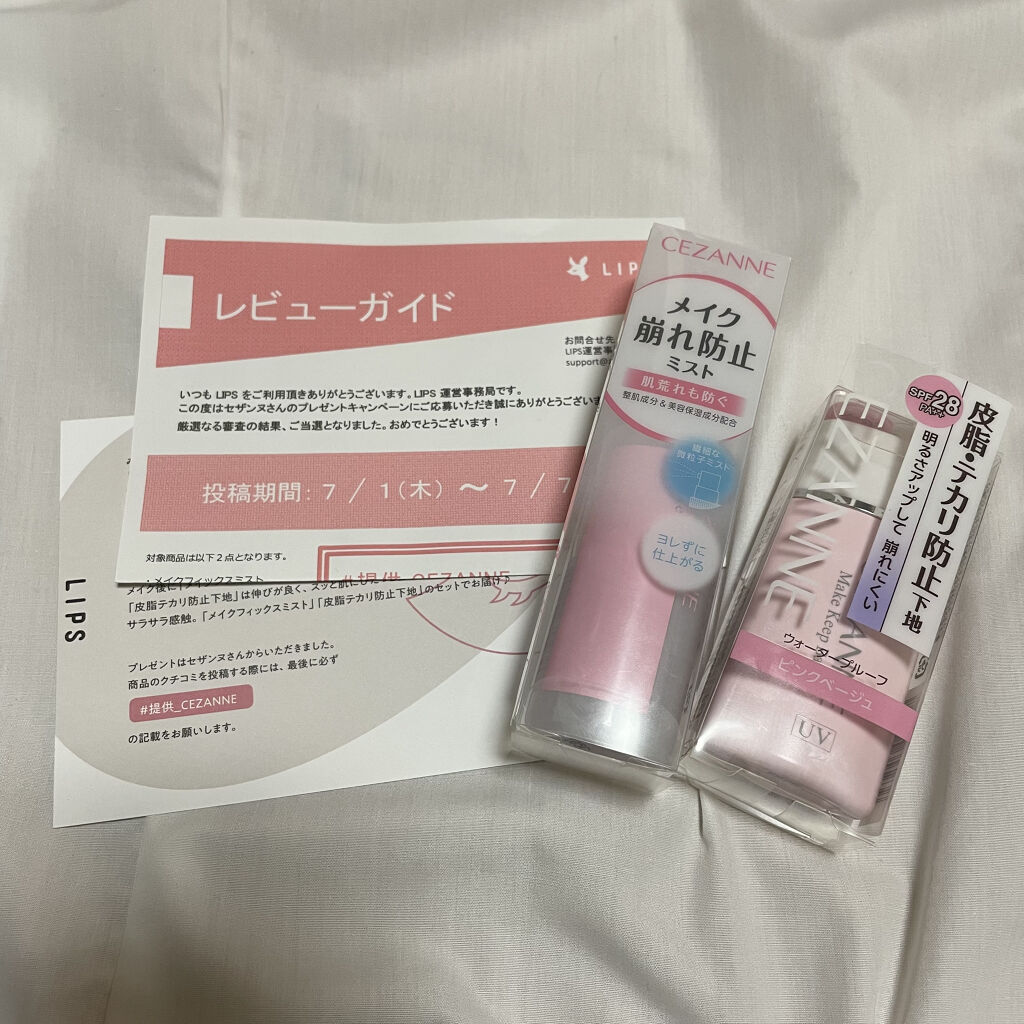 LIP
レビューガイド
お問合せ先
LIPS運営事
support@
いつも LIPS をご利用頂きありがとうございます。LIPS 運営事務局です。
この度はセザンヌさんのプレゼントキャンペーンにご応募いただき誠にありがとうございま
厳選なる審査の結果、ご当選となりました。おめでとうございます！
投稿期間：7 / 1（木） ～ 7 / 7
対象商品は以下2点となります。
・メイクフィックスミスト
#提供_CEZANNE
メイク後に
「皮脂テカリ防止下地」は伸びが良く、スッと肌に
サラサラ感触。「メイクフィックスミスト」「皮脂テカリ防止下地」のセットでお届け♪
プレゼントはセザンヌさんからいただきました。
商品のクチコミを投稿する際には、最後に必ず
#提供_CEZANNE
の記載をお願いします。
LIPS
CEZANNE
メイク
崩れ防止
ミスト
肌荒れも防ぐ
整肌成分＆美容保湿成分配合
繊細な
微粒子ミスト
ヨレずに
仕上がる
SPF28
PA++
皮脂・テカリ防止下地
明るさアップして 崩れにくい
EZANNE
Make Keep
ウォータープルーフ
ピンクベージュ
UV